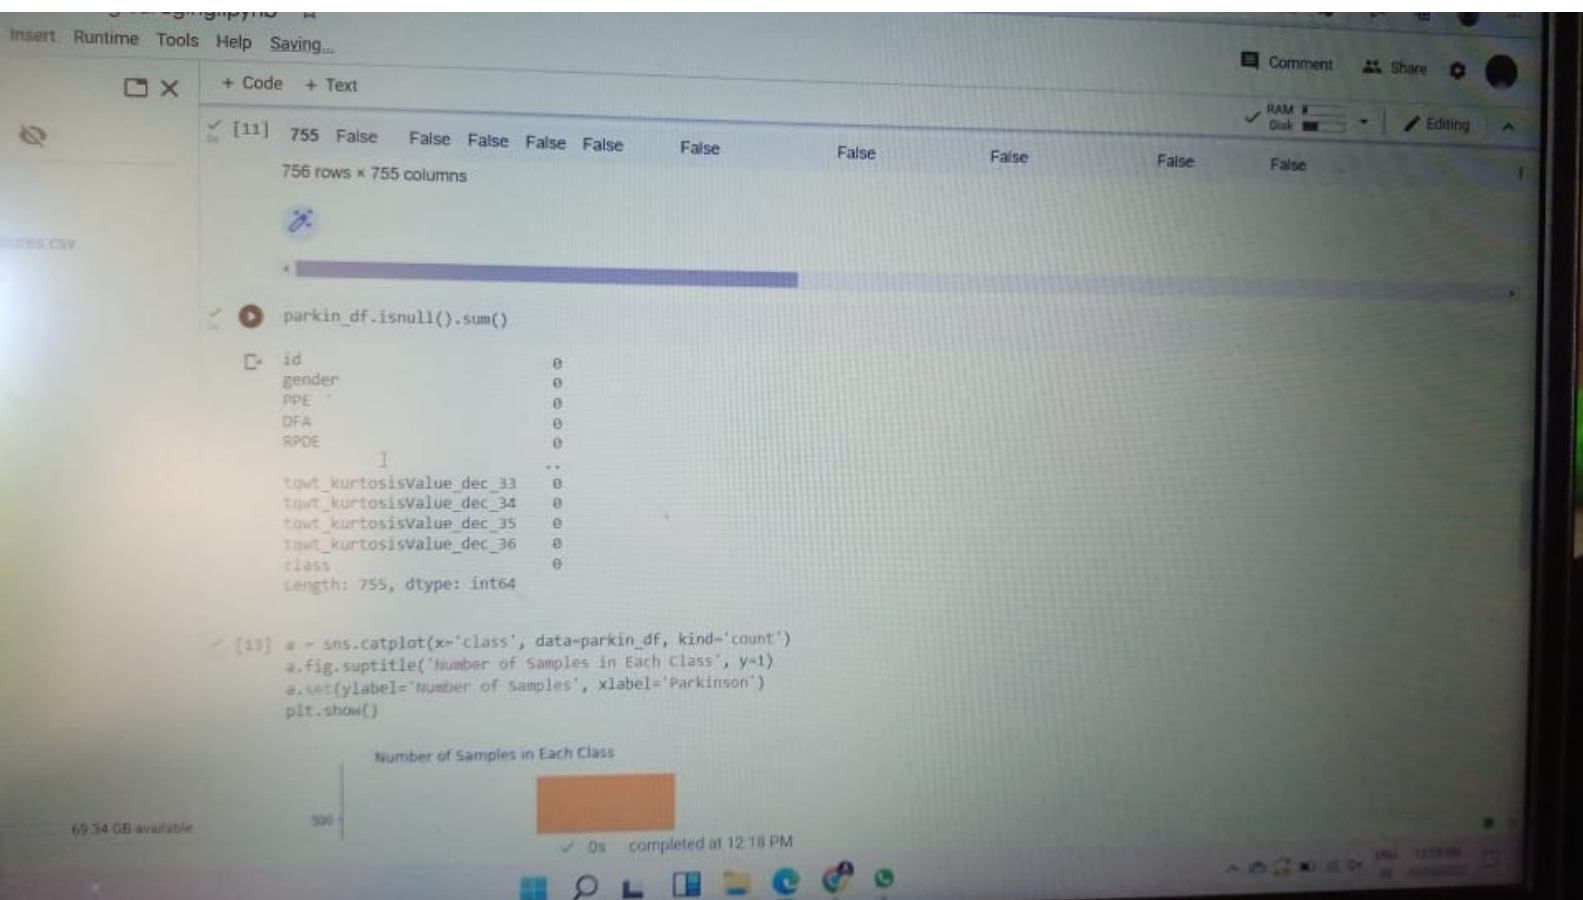 Insert Runtime Tools Help Saving...
Comment Share
+ Code + Text
RAM
Disk
Editing
[11] 755 False False False False False False False False False False
756 rows × 755 columns
parkin_df.isnull().sum()
id 0
gender 0
PPE 0
DFA 0
RPDE 0
..
tqwt_kurtosisValue_dec_33 0
tqwt_kurtosisValue_dec_34 0
tqwt_kurtosisValue_dec_35 0
tqwt_kurtosisValue_dec_36 0
class 0
Length: 755, dtype: int64
[13] a = sns.catplot(x='class', data=parkin_df, kind='count')
a.fig.suptitle('Number of Samples in Each Class', y=1)
a.set(ylabel='Number of Samples', xlabel='Parkinson')
plt.show()
Number of Samples in Each Class
500
69.34 GB available
0s completed at 12:18 PM